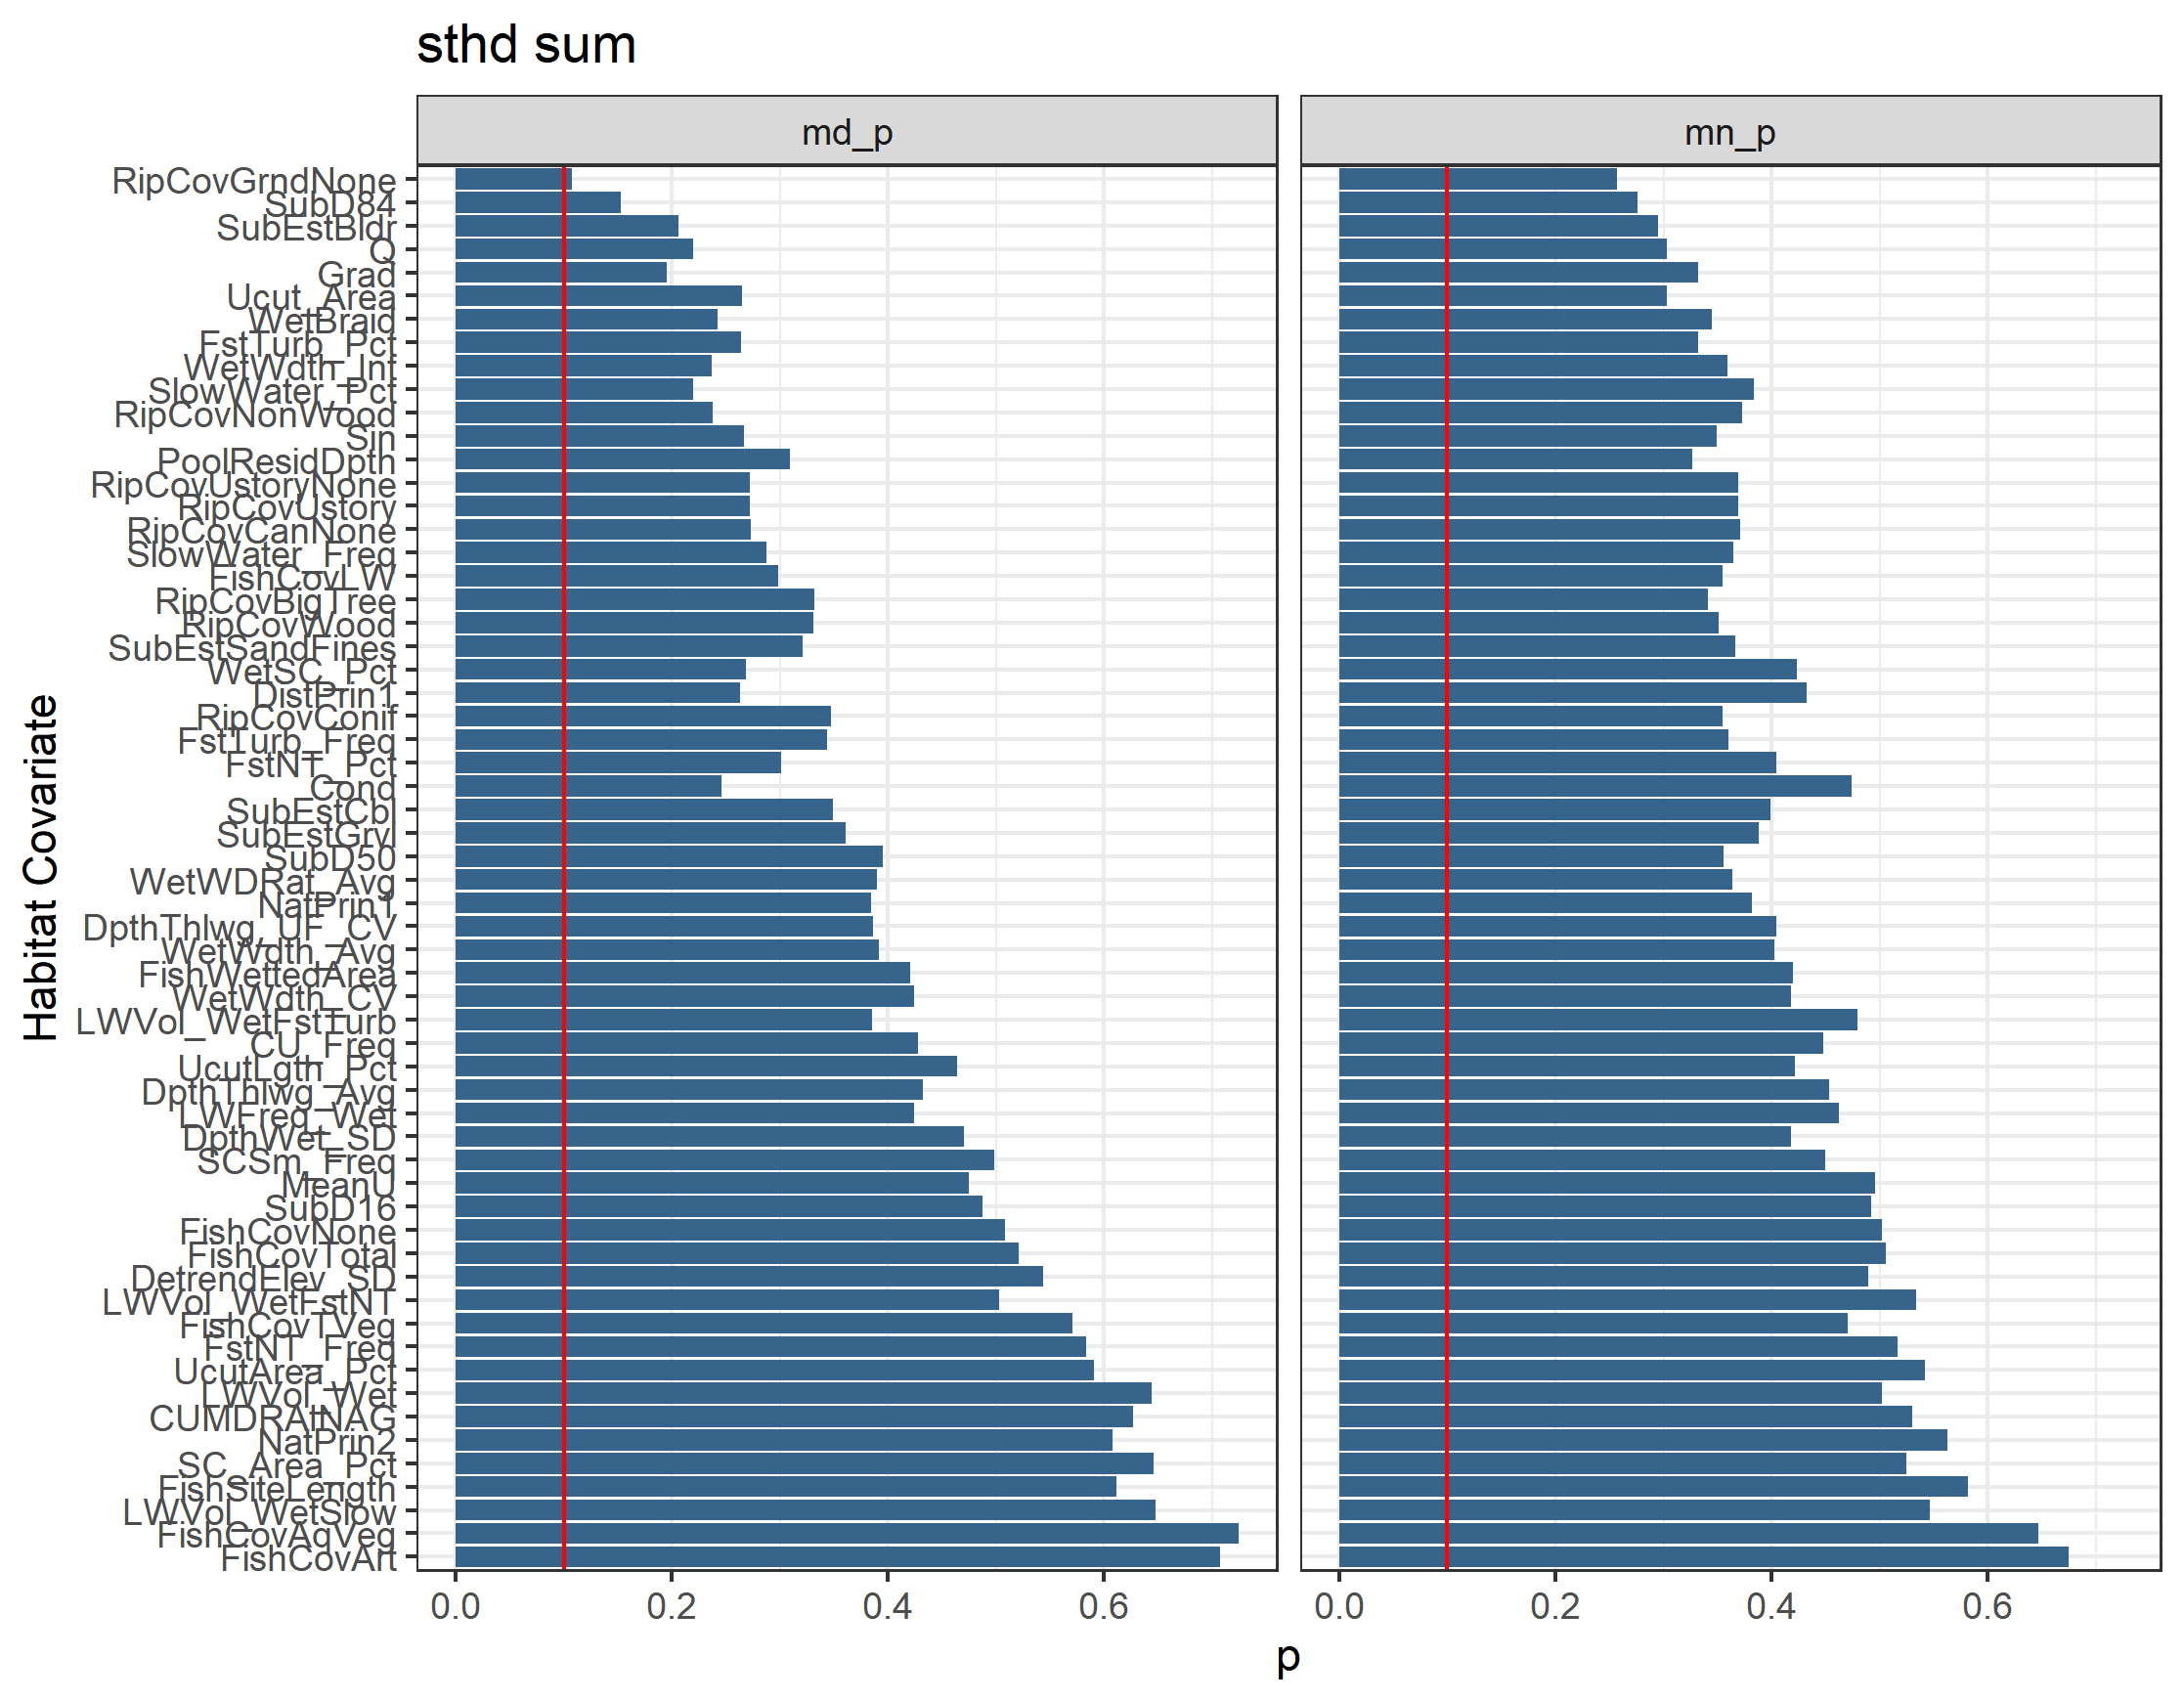 sthd sum
md_p
mn_p
RipCovGrndNone
SubD84
SubEstBldr
Q
Grad
Ucut_Area
WetBraid
FstTurb_Pct
WetWdth_Int
SlowWater_Pct
RipCovNonWood
Sin
PoolResidDpth
RipCovUstoryNone
RipCovUstory
RipCovCanNone
SlowWater_Freq
FishCovLW
RipCovBigTree
RipCovWood
SubEstSandFines
WetSC_Pct
DistPrin1
RipCovConif
FstTurb_Freq
FstNT_Pct
Cond
SubEstCbl
SubEstGrvl
SubD50
WetWDRat_Avg
NatPrin1
DpthThlwg_UF_CV
WetWdth_Avg
FishWettedArea
WetWdth_CV
LWVol_WetFstTurb
CU_Freq
UcutLgth_Pct
DpthThlwg_Avg
LWFreq_Wet
DpthWet_SD
SCSm_Freq
MeanU
SubD16
FishCovNone
FishCovTotal
DetrendElev_SD
LWVol_WetFstNT
FishCovTVeg
FstNT_Freq
UcutArea_Pct
LWVol_Wet
CUMDRAINAG
NatPrin2
SC_Area_Pct
FishSiteLength
LWVol_WetSlow
FishCovAqVeg
FishCovArt
Habitat Covariate
0.0 0.2 0.4 0.6
0.0 0.2 0.4 0.6
p